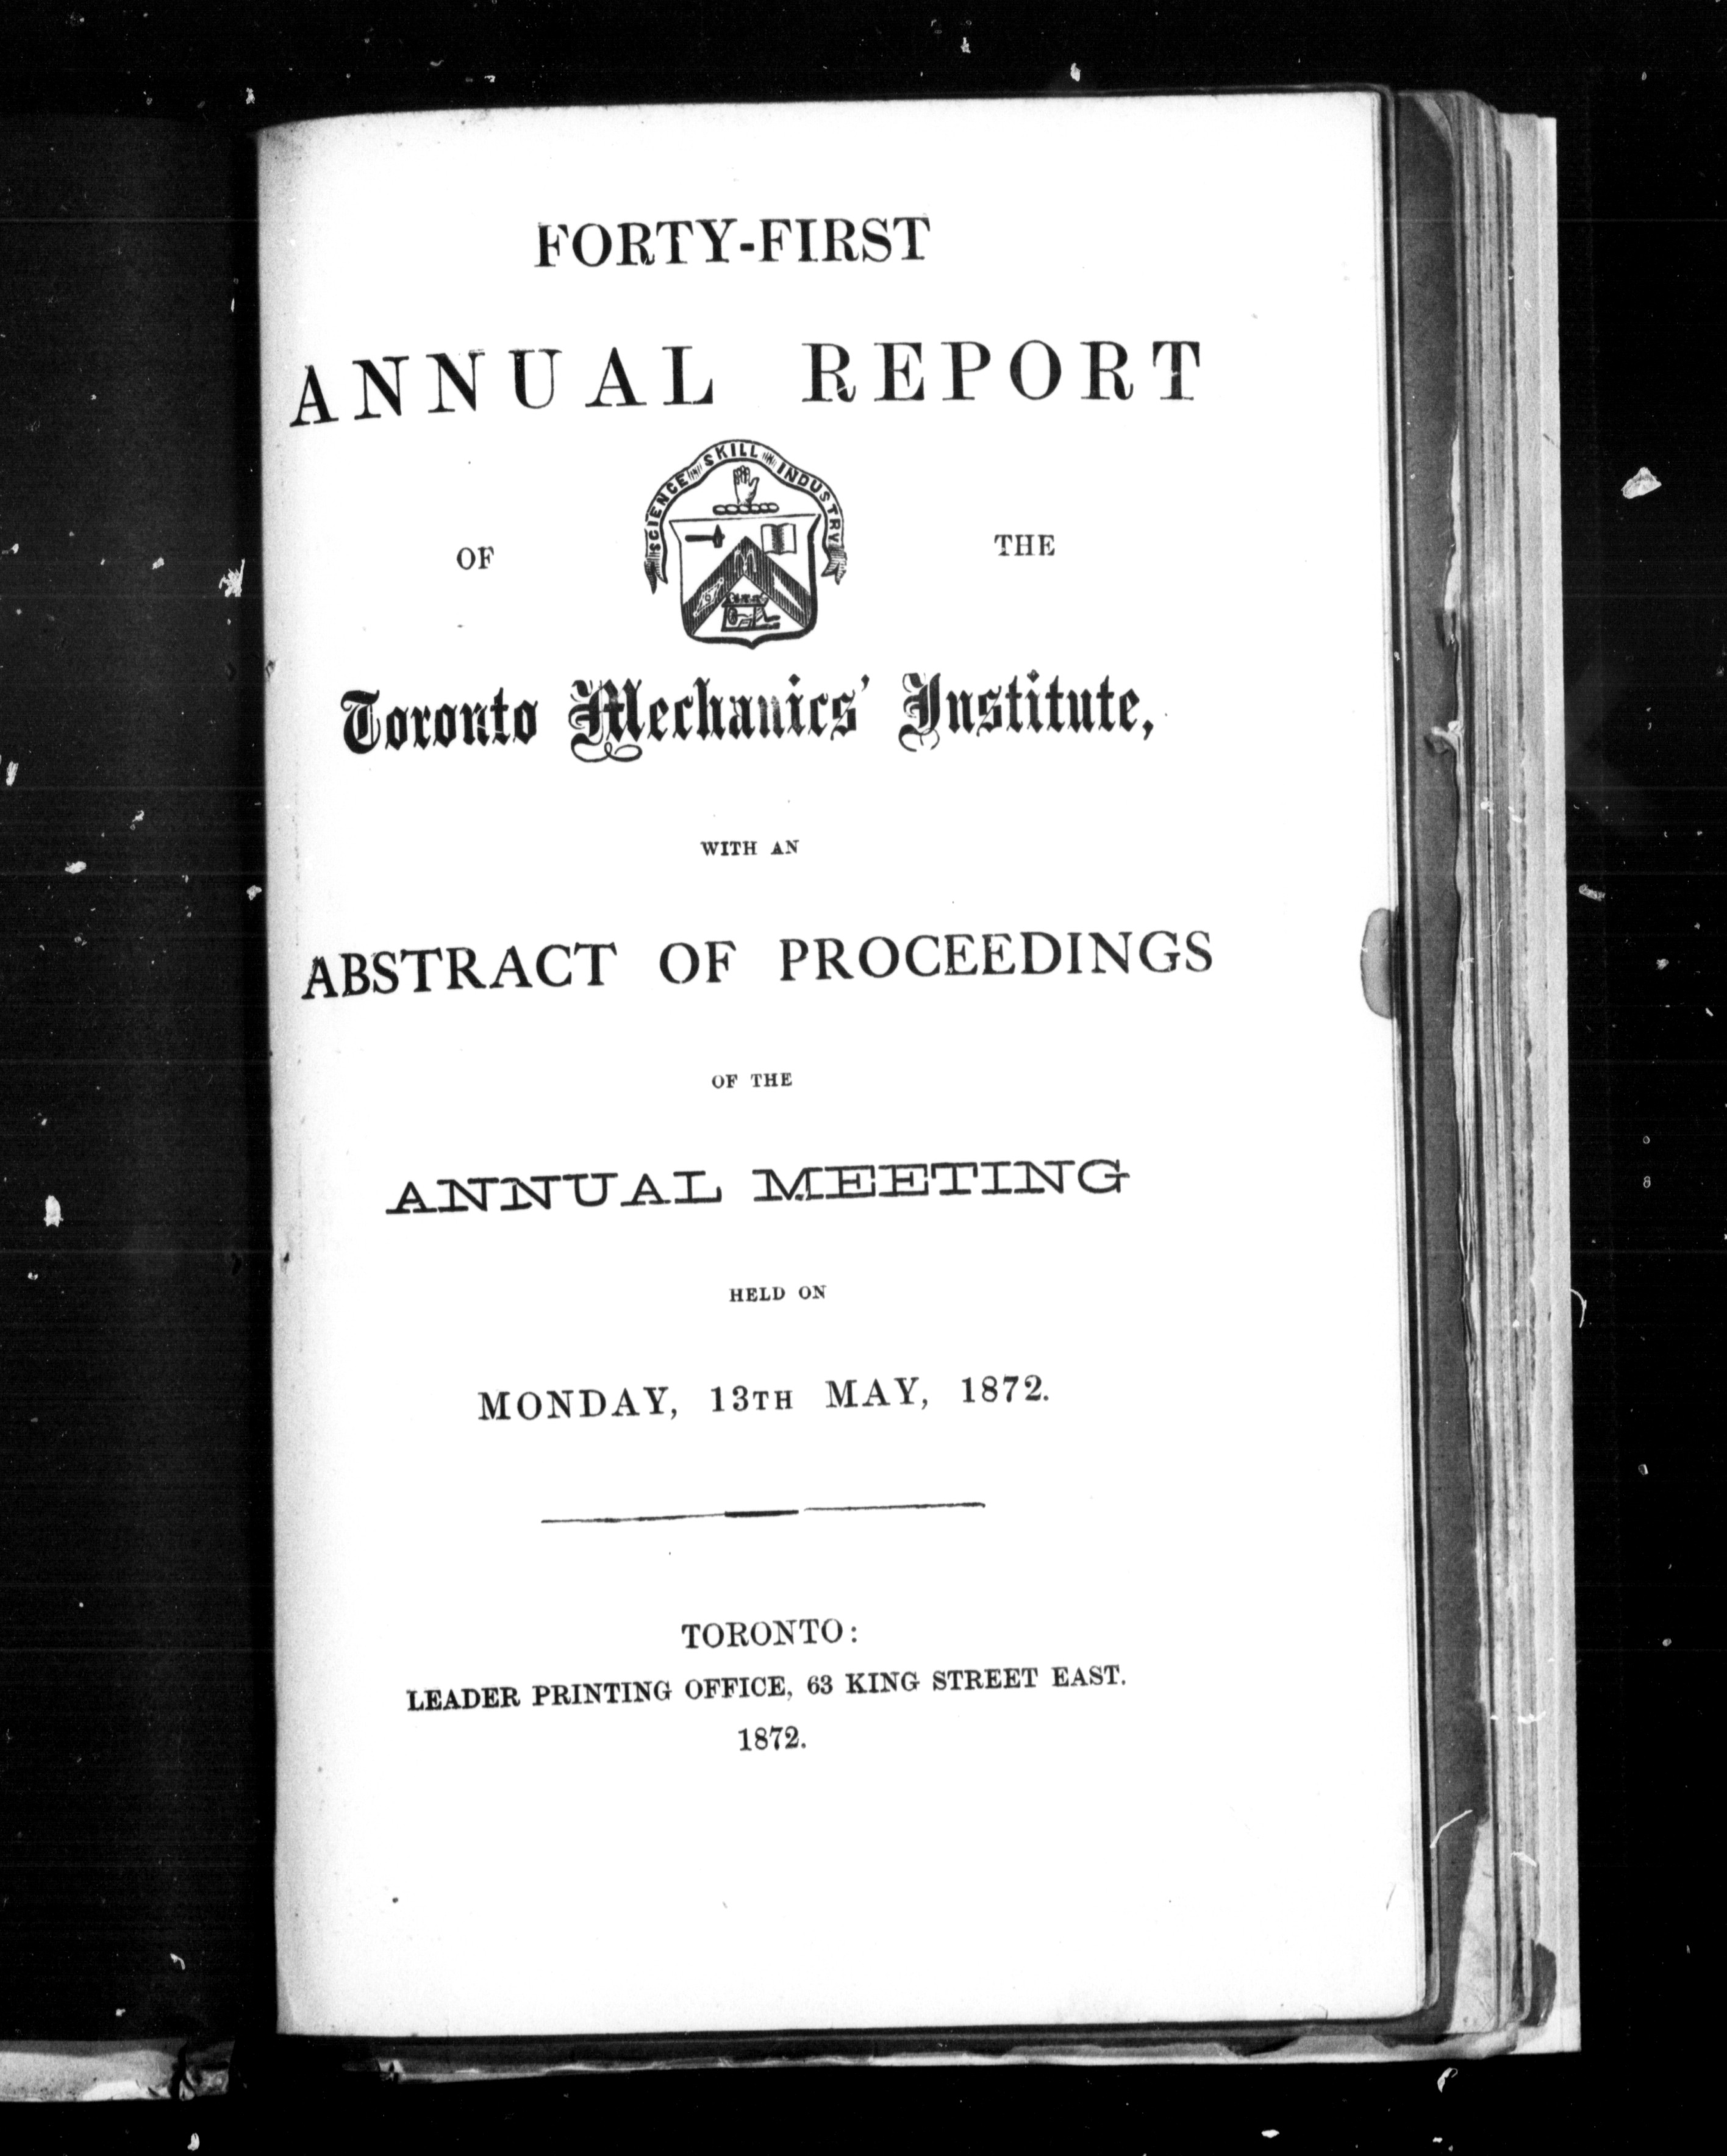 FORTY-FIRST
ANNUAL REPORT
SCIENCE SKILL INDUSTRY
OF THE
Toronto Mechanics' Institute,
WITH AN
ABSTRACT OF PROCEEDINGS
OF THE
ANNUAL MEETING
HELD ON
MONDAY, 13TH MAY, 1872.
TORONTO:
LEADER PRINTING OFFICE, 63 KING STREET EAST.
1872.